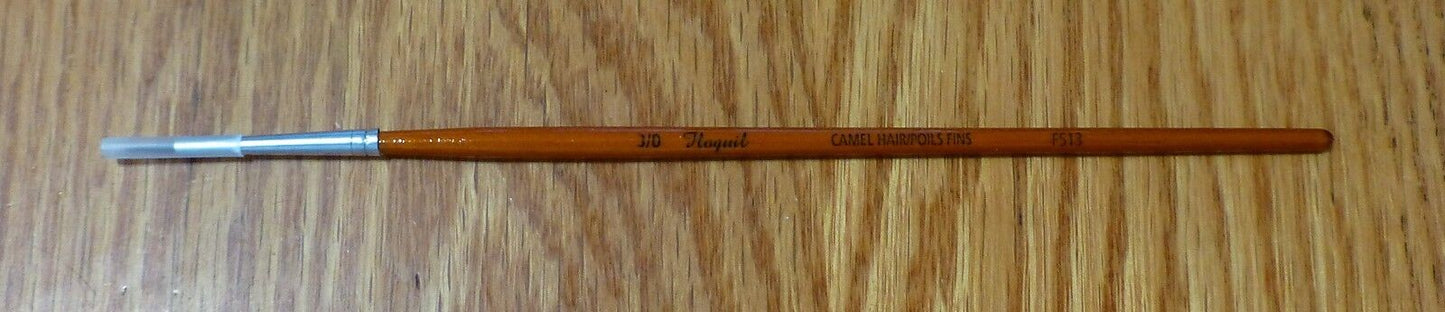 3/0 Floquil CAMEL HAIR/POILS FINS F513